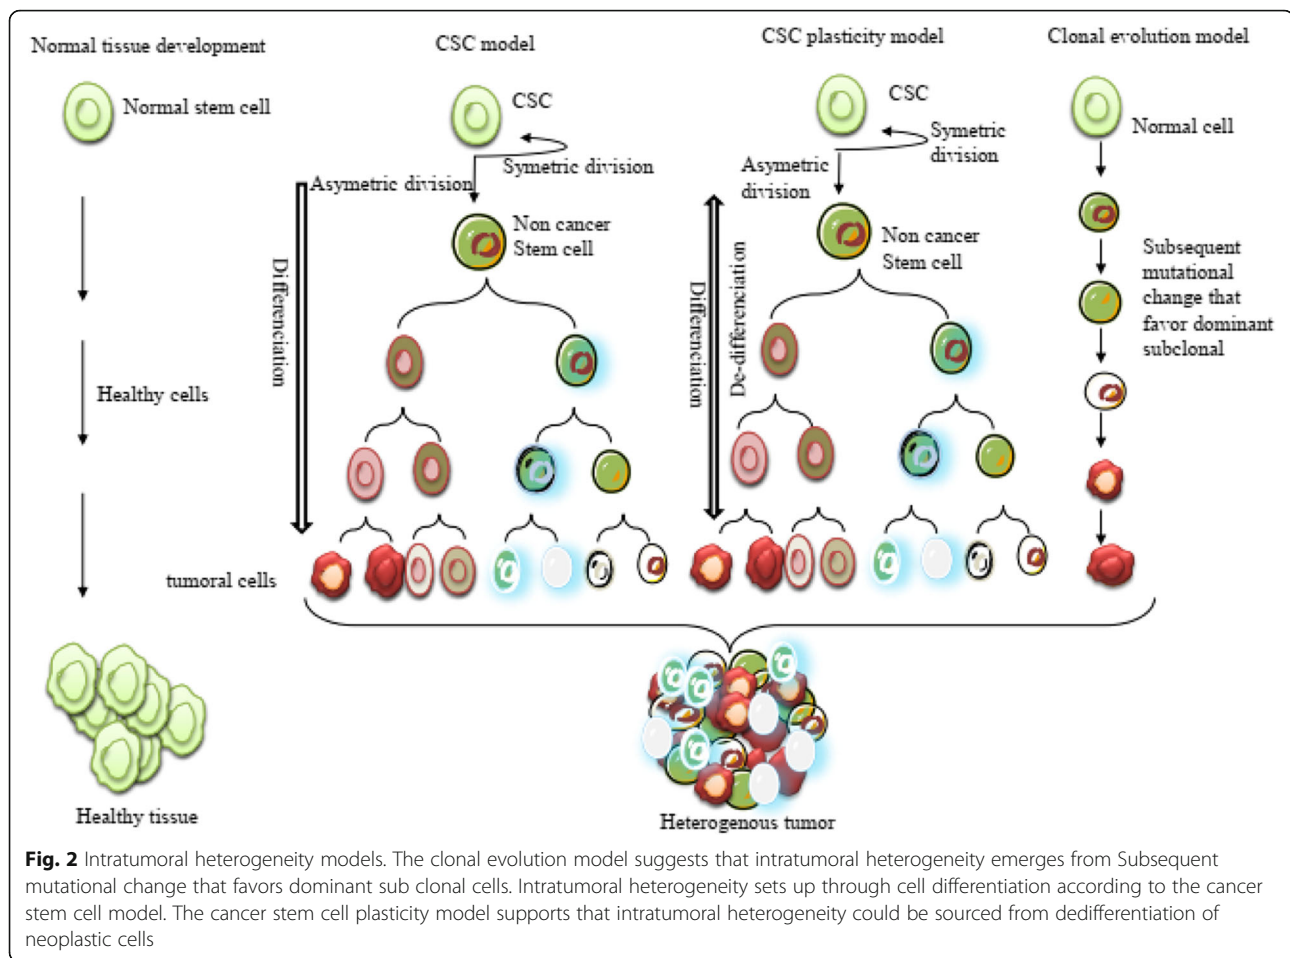 Normal tissue development
Normal stem cell
Healthy cells
Healthy tissue
CSC model
CSC
Symetric division
Asymetric division
Non cancer
Stem cell
Differenciation
tumoral cells
CSC plasticity model
CSC
Symetric
division
Asymetric
division
Non cancer
Stem cell
Differenciation
De-differenciation
Clonal evolution model
Normal cell
Subsequent
mutational
change that
favor dominant
subclonal
Heterogenous tumor
Fig. 2 Intratumoral heterogeneity models. The clonal evolution model suggests that intratumoral heterogeneity emerges from Subsequent
mutational change that favors dominant sub clonal cells. Intratumoral heterogeneity sets up through cell differentiation according to the cancer
stem cell model. The cancer stem cell plasticity model supports that intratumoral heterogeneity could be sourced from dedifferentiation of
neoplastic cells